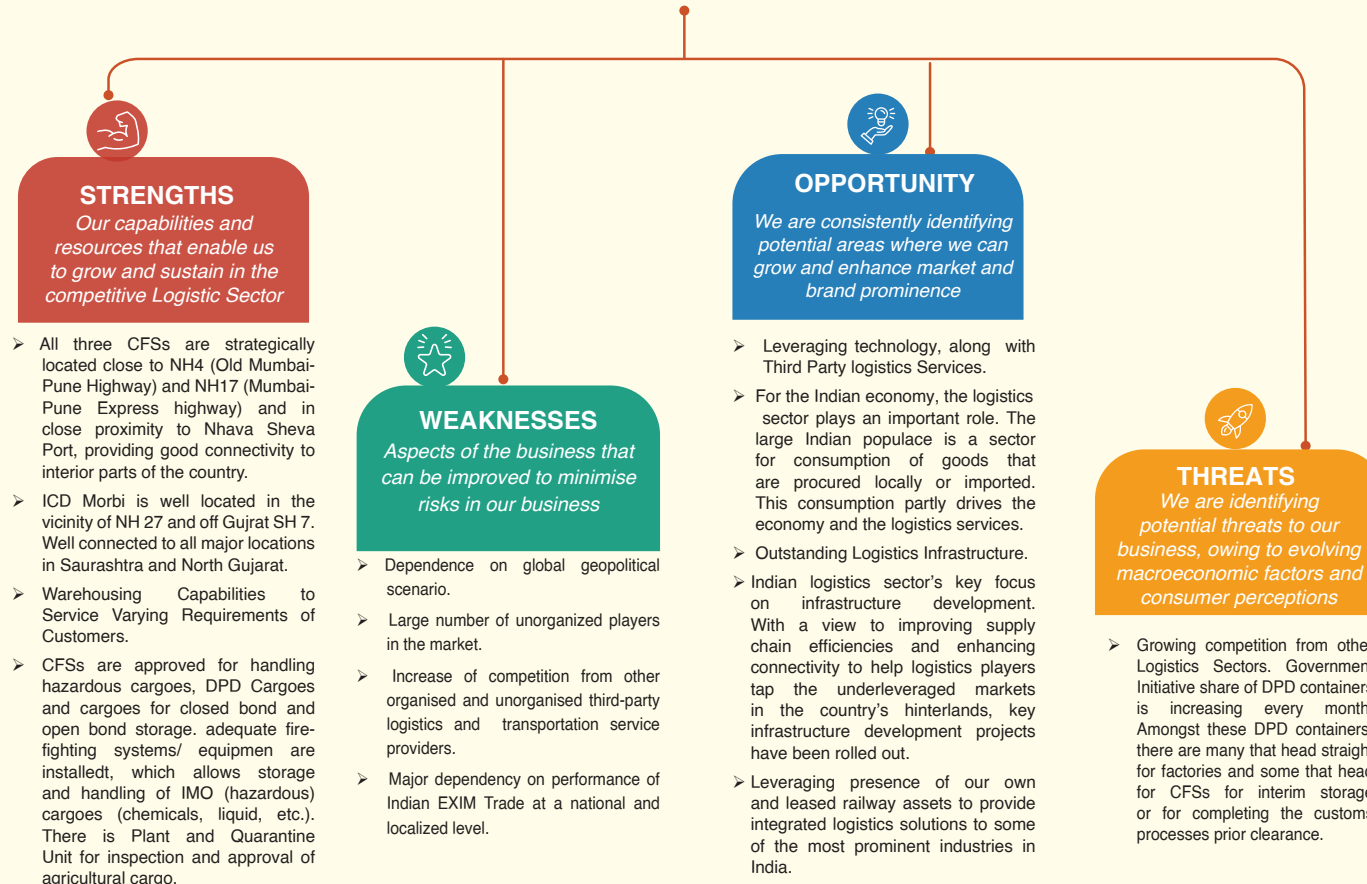 STRENGTHS
Our capabilities and
resources that enable us
to grow and sustain in the
competitive Logistic Sector
➢ All three CFSs are strategically
located close to NH4 (Old Mumbai-
Pune Highway) and NH17 (Mumbai-
Pune Express highway) and in
close proximity to Nhava Sheva
Port, providing good connectivity to
interior parts of the country.
➢ ICD Morbi is well located in the
vicinity of NH 27 and off Gujrat SH 7.
Well connected to all major locations
in Saurashtra and North Gujarat.
➢ Warehousing Capabilities to
Service Varying Requirements of
Customers.
➢ CFSs are approved for handling
hazardous cargoes, DPD Cargoes
and cargoes for closed bond and
open bond storage. adequate fire-
fighting systems/ equipmen are
installedt, which allows storage
and handling of IMO (hazardous)
cargoes (chemicals, liquid, etc.).
There is Plant and Quarantine
Unit for inspection and approval of
agricultural cargo.
WEAKNESSES
Aspects of the business that
can be improved to minimise
risks in our business
➢ Dependence on global geopolitical
scenario.
➢ Large number of unorganized players
in the market.
➢ Increase of competition from other
organised and unorganised third-party
logistics and transportation service
providers.
➢ Major dependency on performance of
Indian EXIM Trade at a national and
localized level.
OPPORTUNITY
We are consistently identifying
potential areas where we can
grow and enhance market and
brand prominence
➢ Leveraging technology, along with
Third Party logistics Services.
➢ For the Indian economy, the logistics
sector plays an important role. The
large Indian populace is a sector
for consumption of goods that
are procured locally or imported.
This consumption partly drives the
economy and the logistics services.
➢ Outstanding Logistics Infrastructure.
➢ Indian logistics sector's key focus
on infrastructure development.
With a view to improving supply
chain efficiencies and enhancing
connectivity to help logistics players
tap the underleveraged markets
in the country's hinterlands, key
infrastructure development projects
have been rolled out.
➢ Leveraging presence of our own
and leased railway assets to provide
integrated logistics solutions to some
of the most prominent industries in
India.
THREATS
We are identifying
potential threats to our
business, owing to evolving
macroeconomic factors and
consumer perceptions
➢ Growing competition from othe
Logistics Sectors. Governmen
Initiative share of DPD containers
is increasing every month
Amongst these DPD containers
there are many that head straigh
for factories and some that head
for CFSs for interim storage
or for completing the customs
processes prior clearance.